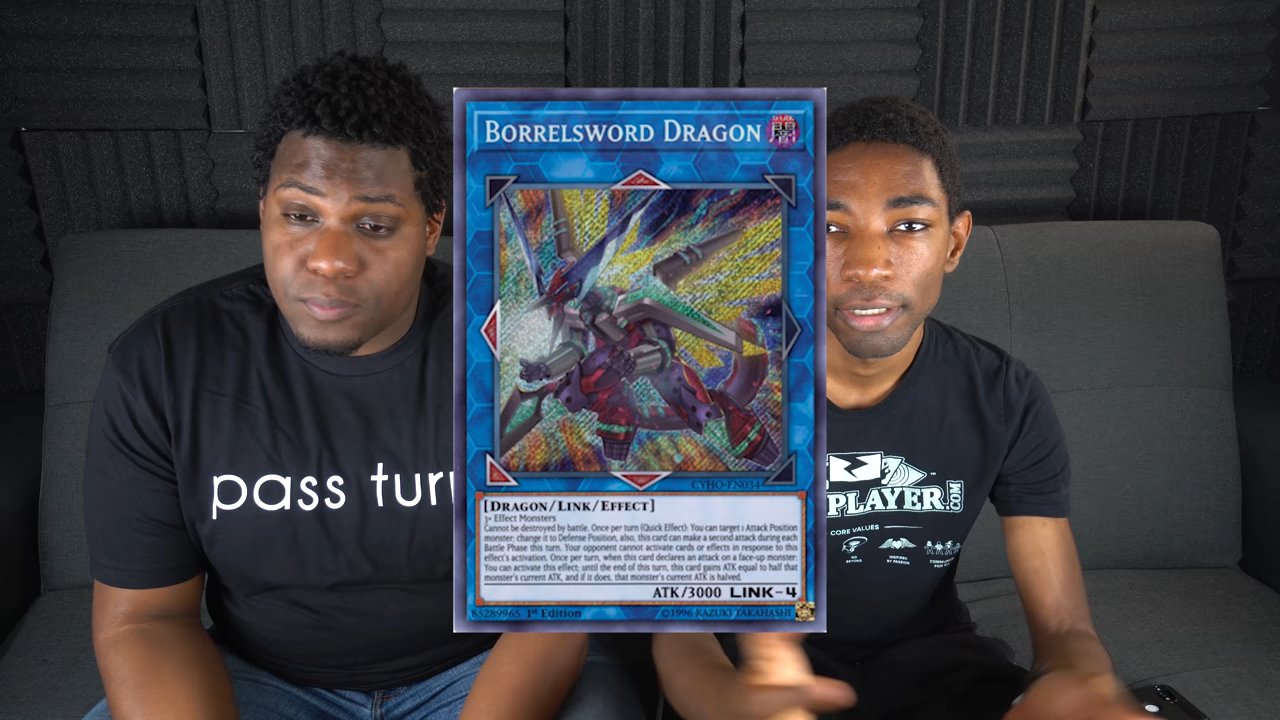 BORRELSWORD DRAGON
DARK
CYHO-EN034
[DRAGON/LINK/EFFECT]
3+ Effect Monsters
Cannot be destroyed by battle. Once per turn (Quick Effect): You can target 1 Attack Position
monster; change it to Defense Position, also, this card can make a second attack during each
Battle Phase this turn. Your opponent cannot activate cards or effects in response to this
effect's activation. Once per turn, when this card declares an attack on a face-up monster:
You can activate this effect; until the end of this turn, this card gains ATK equal to half that
monster's current ATK, and if it does, that monster's current ATK is halved.
ATK/3000 LINK-4
85289965 1st Edition ©1996 KAZUKI TAKAHASHI
pass tur
PLAYER.COM
CORE VALUES
GO
BEYOND
INSPIRED
BY PASSION